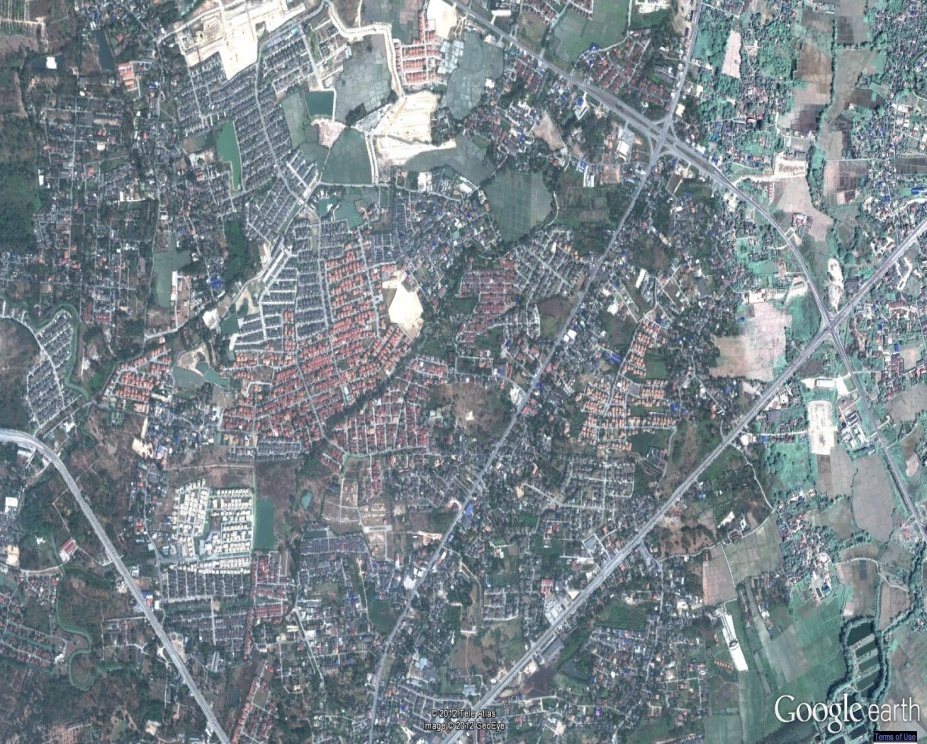 © 2012 Tele Atlas
Image © 2012 GeoEye
Google earth
Terms of Use